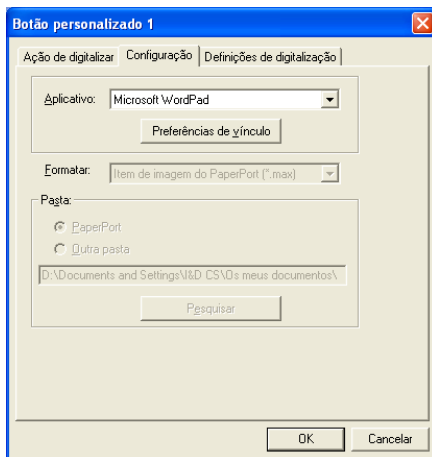 Botão personalizado 1
Ação de digitalizar Configuração Definições de digitalização
Aplicativo: Microsoft WordPad
Preferências de vínculo
Formatar: Item de imagem do PaperPort (*.max)
Pasta:
PaperPort
Outra pasta
D:\Documents and Settings\I&D CS\Os meus documentos\
Pesquisar
OK Cancelar